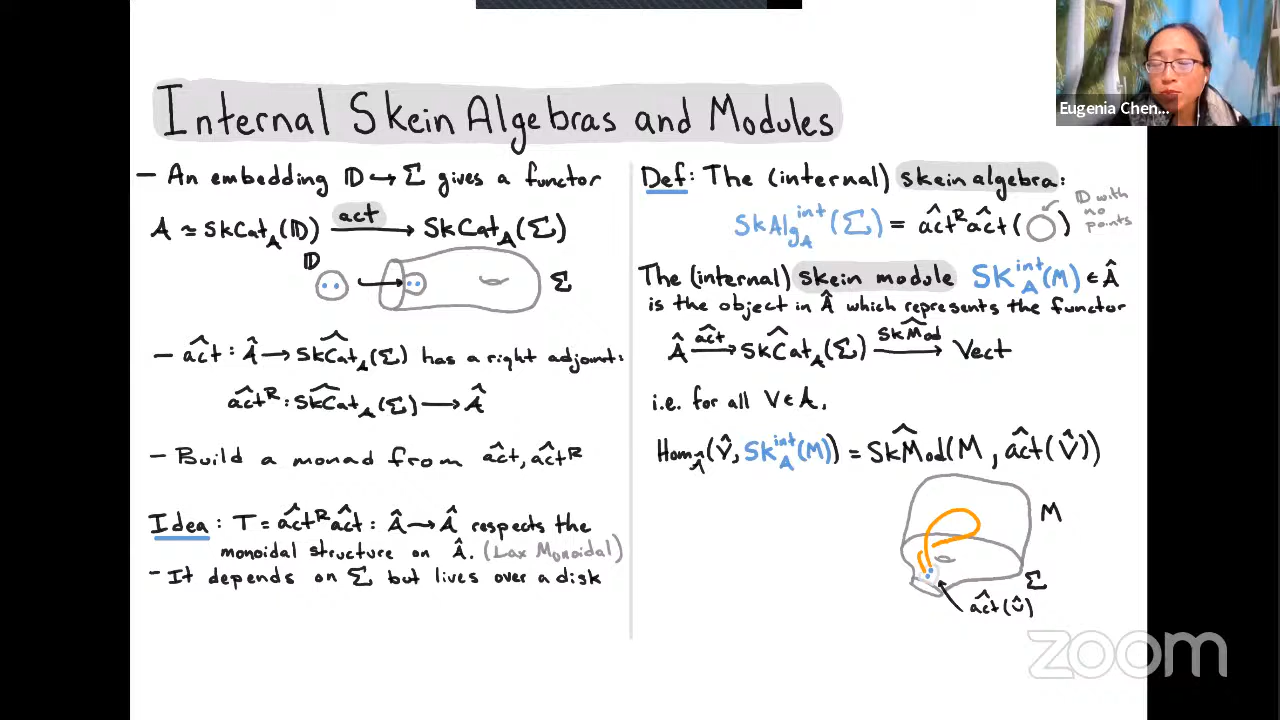 Internal Skein Algebras and Modules
Eugenia Chen...
- An embedding 𝔻 ↪ Σ gives a functor
A ≃ SkCat_A(𝔻) —act→ SkCat_A(Σ)
𝔻
Σ
- âct : Â → SkĈat_A(Σ) has a right adjoint:
âct^R : SkĈat_A(Σ) → Â
- Build a monad from âct, âct^R
Idea: T = âct^R âct : Â → Â respects the
monoidal structure on Â. (Lax Monoidal)
- It depends on Σ but lives over a disk
Def: The (internal) skein algebra:
SkAlg_A^int(Σ) = âct^R âct(◯)
𝔻 with
no
points
The (internal) skein module Sk_A^int(M) ∈ Â
is the object in Â which represents the functor
Â —âct→ SkĈat_A(Σ) —SkM̂od→ Vect
i.e. for all V ∈ A,
Hom_Â(V̂, Sk_A^int(M)) = SkM̂od(M, âct(V̂))
M
Σ
âct(V̂)
zoom